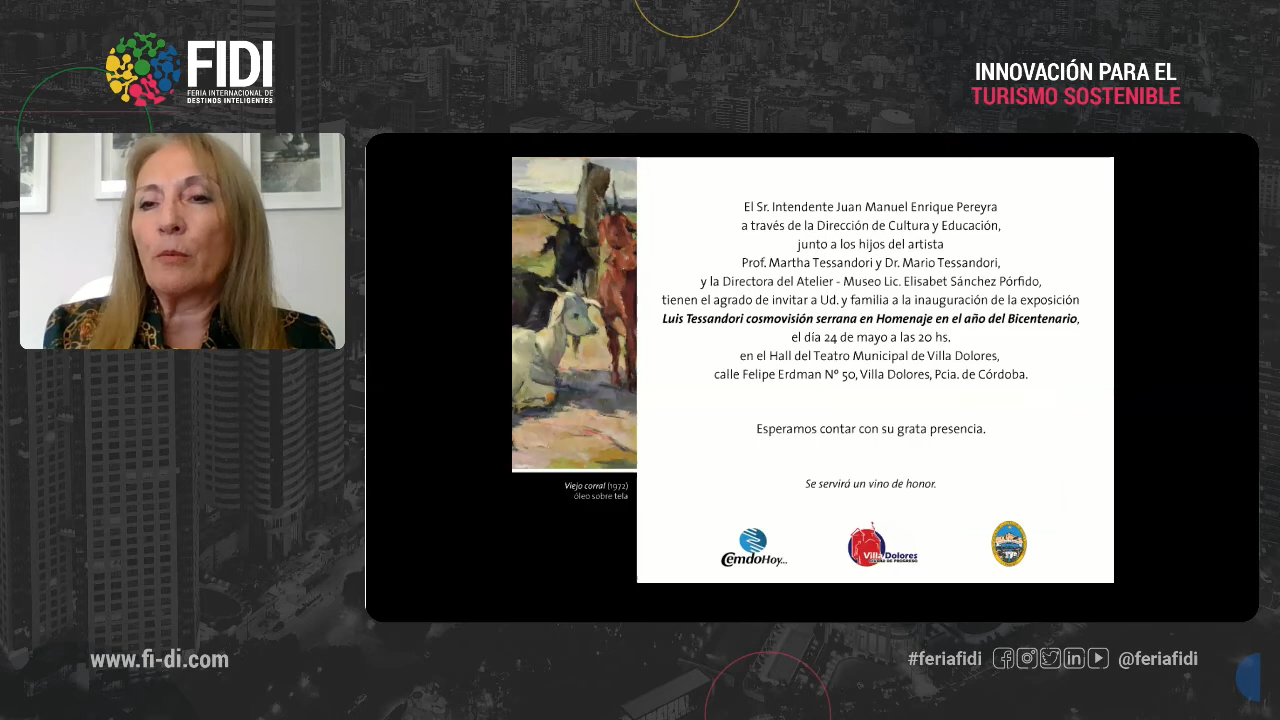 FIDI
FERIA INTERNACIONAL DE
DESTINOS INTELIGENTES
INNOVACIÓN PARA EL
TURISMO SOSTENIBLE
El Sr. Intendente Juan Manuel Enrique Pereyra
a través de la Dirección de Cultura y Educación,
junto a los hijos del artista
Prof. Martha Tessandori y Dr. Mario Tessandori,
y la Directora del Atelier - Museo Lic. Elisabet Sánchez Pórfido,
tienen el agrado de invitar a Ud. y familia a la inauguración de la exposición
Luis Tessandori cosmovisión serrana en Homenaje en el año del Bicentenario,
el día 24 de mayo a las 20 hs.
en el Hall del Teatro Municipal de Villa Dolores,
calle Felipe Erdman Nº 50, Villa Dolores, Pcia. de Córdoba.
Esperamos contar con su grata presencia.
Se servirá un vino de honor.
Viejo corral (1972)
óleo sobre tela
CemdoHoy...
Villa Dolores
CIUDAD DE PROGRESO
www.fi-di.com
#feriafidi
@feriafidi